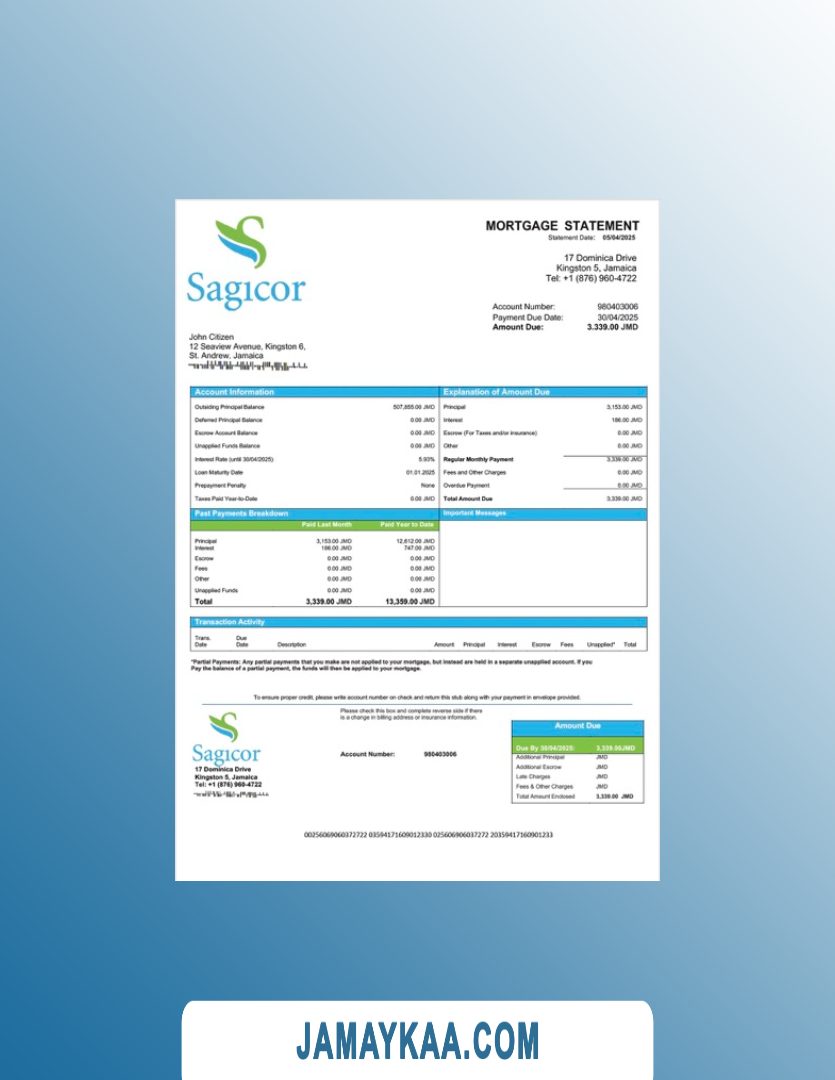 Sagicor
MORTGAGE STATEMENT
Statement Date: 05/04/2025
17 Dominica Drive
Kingston 5, Jamaica
Tel: +1 (876) 960-4722
Account Number: 980403006
Payment Due Date: 30/04/2025
Amount Due: 3.339.00 JMD
John Citizen
12 Seaview Avenue, Kingston 6,
St. Andrew, Jamaica
Account Information
Outsiding Principal Balance 507,855.00 JMD
Deferred Principal Balance 0.00 JMD
Escrow Account Balance 0.00 JMD
Unapplied Funds Balance 0.00 JMD
Interest Rate (until 30/04/2025) 5.93%
Loan Maturity Date 01.01.2025
Prepayment Penalty None
Taxes Paid Year-to-Date 0.00 JMD
Explanation of Amount Due
Principal 3,153.00 JMD
Interest 186.00 JMD
Escrow (For Taxes and/or insurance) 0.00 JMD
Other 0.00 JMD
Regular Monthly Payment 3,339.00 JMD
Fees and Other Charges 0.00 JMD
Overdue Payment 0.00 JMD
Total Amount Due 3,339.00 JMD
Past Payments Breakdown
Paid Last Month Paid Year to Date
Principal 3,153.00 JMD 12,612.00 JMD
Interest 186.00 JMD 747.00 JMD
Escrow 0.00 JMD 0.00 JMD
Fees 0.00 JMD 0.00 JMD
Other 0.00 JMD 0.00 JMD
Unapplied Funds 0.00 JMD 0.00 JMD
Total 3,339.00 JMD 13,359.00 JMD
Important Messages
Transaction Activity
Trans. Date Due Date Description Amount Principal Interest Escrow Fees Unapplied* Total
*Partial Payments: Any partial payments that you make are not applied to your mortgage, but instead are held in a separate unapplied account. If you
Pay the balance of a partial payment, the funds will then be applied to your mortgage.
To ensure proper credit, please write account number on check and return this stub along with your payment in envelope provided.
Please check this box and complete reverse side if there
is a change in billing address or insurance information.
Sagicor
17 Dominica Drive
Kingston 5, Jamaica
Tel: +1 (876) 960-4722
Account Number: 980403006
Amount Due
Due By 30/04/2025: 3,339.00JMD
Additional Principal JMD
Additional Escrow JMD
Late Charges JMD
Fees & Other Charges JMD
Total Amount Enclosed 3,339.00 JMD
00256069060372722 03594171609012330 025606906037272 20359417160901233
JAMAYKAA.COM